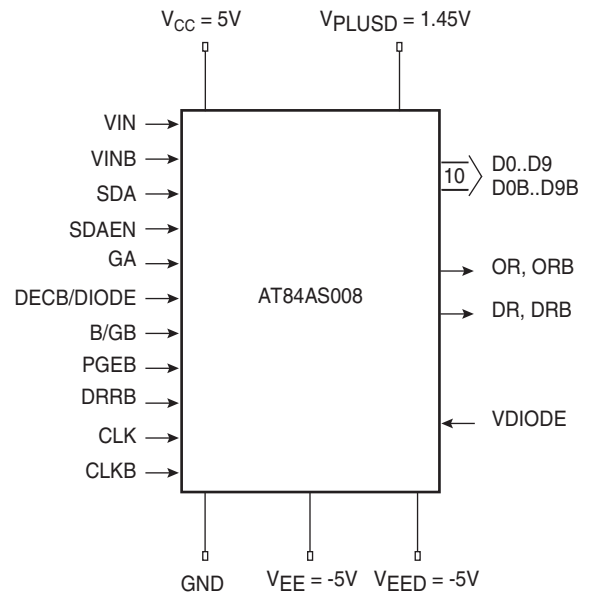 VCC = 5V
VPLUSD = 1.45V
VIN
VINB
SDA
SDAEN
GA
DECB/DIODE
B/GB
PGEB
DRRB
CLK
CLKB
AT84AS008
10
D0..D9
D0B..D9B
OR, ORB
DR, DRB
VDIODE
GND
VEE = -5V
VEED = -5V